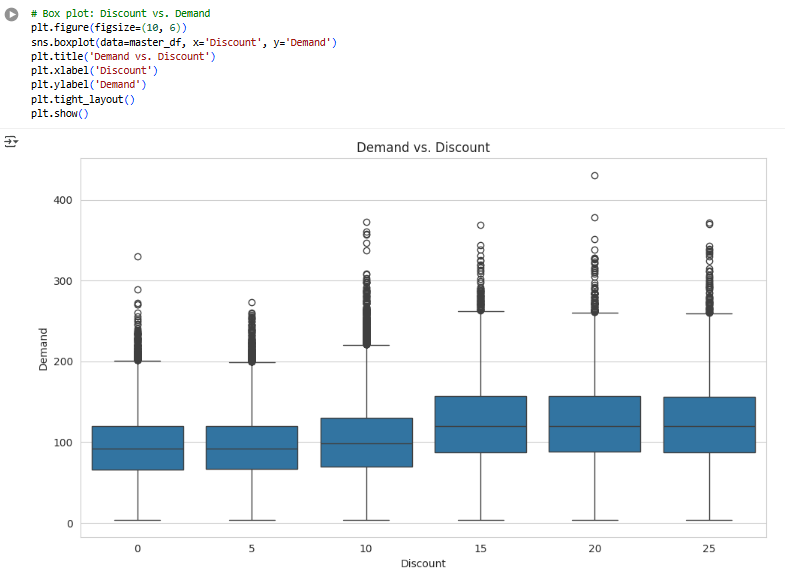 # Box plot: Discount vs. Demand
plt.figure(figsize=(10, 6))
sns.boxplot(data=master_df, x='Discount', y='Demand')
plt.title('Demand vs. Discount')
plt.xlabel('Discount')
plt.ylabel('Demand')
plt.tight_layout()
plt.show()
Demand vs. Discount
400
300
200
100
0
Demand
0 5 10 15 20 25
Discount